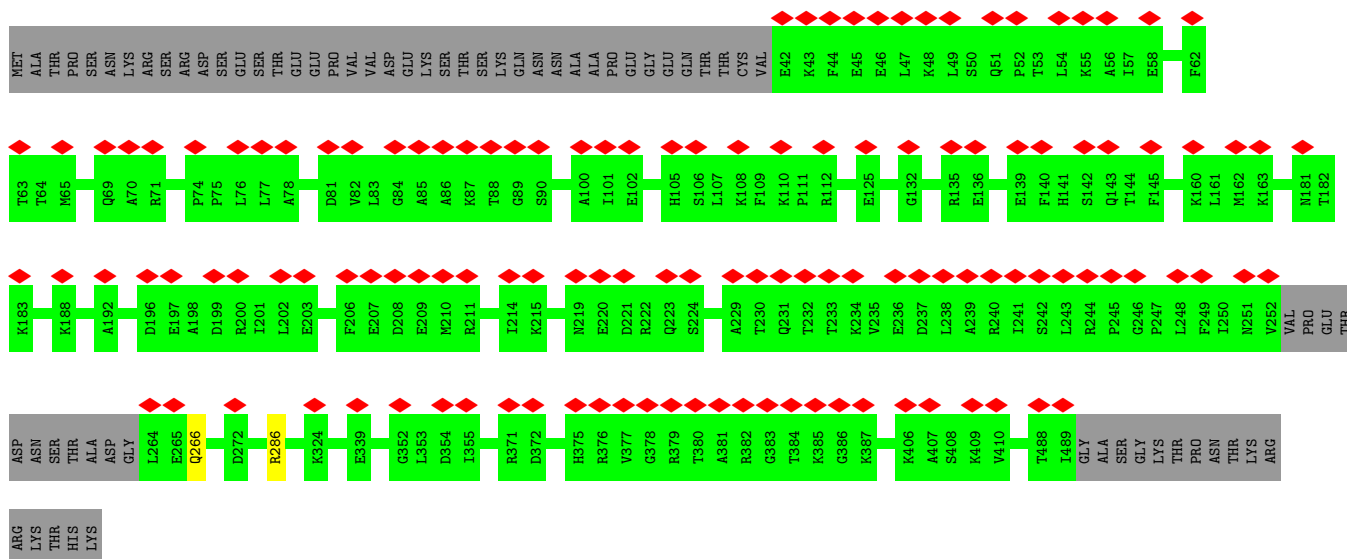 MET ALA THR PRO SER ASN LYS ARG SER ARG ASP SER GLU SER THR GLU GLU PRO VAL VAL ASP GLU LYS SER THR SER LYS GLN ASN ASN ALA ALA PRO GLU GLY GLU GLN THR THR CYS VAL E42 K43 F44 E45 E46 L47 K48 L49 S50 Q51 P52 T53 L54 K55 A56 I57 E58 F62
T63 T64 M65 Q69 A70 R71 P74 P75 L76 L77 A78 D81 V82 L83 G84 A85 A86 K87 T88 G89 S90 A100 I101 E102 H105 S106 L107 K108 F109 K110 P111 R112 E125 G132 R135 E136 E139 F140 H141 S142 Q143 T144 F145 K160 L161 M162 K163 N181 T182
K183 K188 A192 D196 E197 A198 D199 R200 I201 L202 E203 F206 E207 D208 E209 M210 R211 I214 K215 N219 E220 D221 R222 Q223 S224 A229 T230 Q231 T232 T233 K234 V235 E236 D237 L238 A239 R240 I241 S242 L243 R244 P245 G246 P247 L248 F249 I250 N251 V252 VAL PRO GLU THR
ASP ASN SER THR ALA ASP GLY L264 E265 Q266 D272 R286 K324 E339 G352 L353 D354 I355 R371 D372 H375 R376 V377 G378 R379 T380 A381 R382 G383 T384 K385 G386 K387 K406 A407 S408 K409 V410 T488 I489 GLY ALA SER GLY LYS THR PRO ASN THR LYS ARG
ARG LYS THR HIS LYS